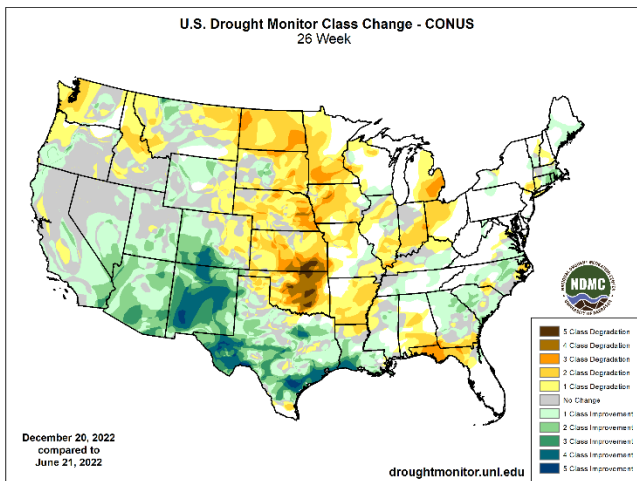 U.S. Drought Monitor Class Change - CONUS
26 Week
NDMC
5 Class Degradation
4 Class Degradation
3 Class Degradation
2 Class Degradation
1 Class Degradation
No Change
1 Class Improvement
2 Class Improvement
3 Class Improvement
4 Class Improvement
5 Class Improvement
December 20, 2022
compared to
June 21, 2022
droughtmonitor.unl.edu